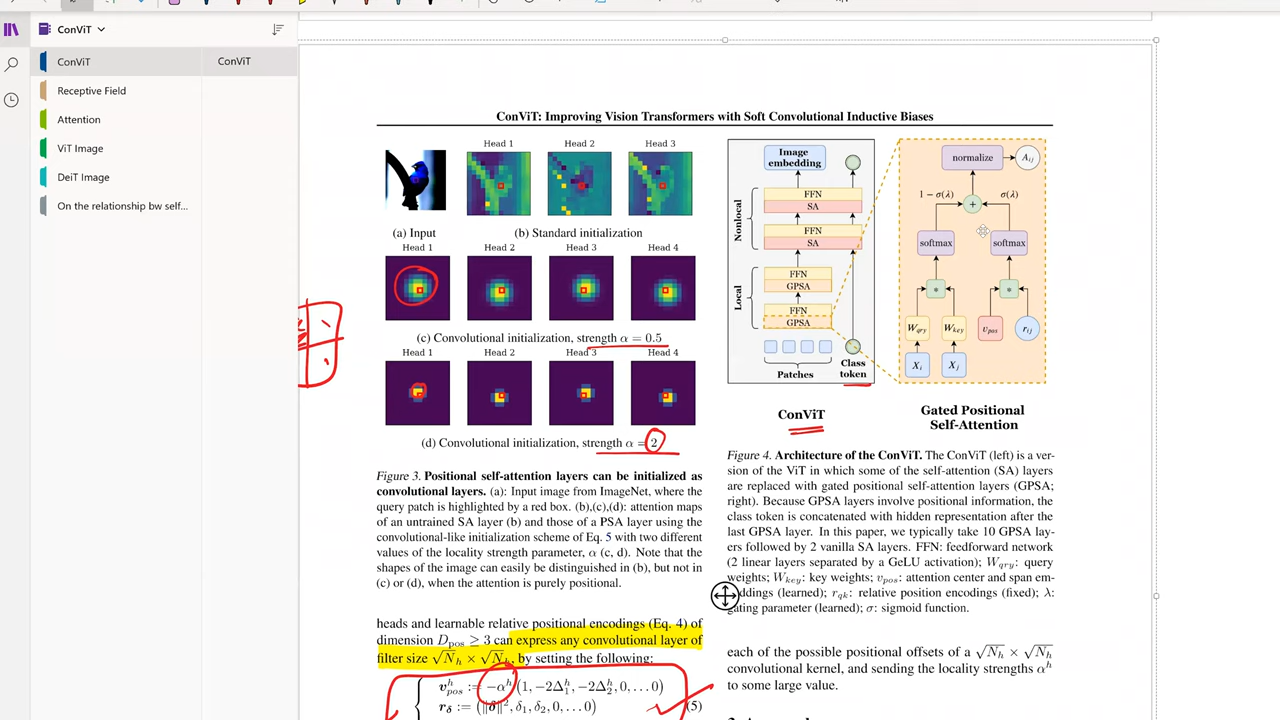 ConViT
ConViT
ConViT
Receptive Field
Attention
ViT Image
DeiT Image
On the relationship bw self...
ConViT: Improving Vision Transformers with Soft Convolutional Inductive Biases
Head 1
Head 2
Head 3
(a) Input
(b) Standard initialization
Head 1
Head 2
Head 3
Head 4
(c) Convolutional initialization, strength α = 0.5
Head 1
Head 2
Head 3
Head 4
(d) Convolutional initialization, strength α = 2
Figure 3. Positional self-attention layers can be initialized as
convolutional layers. (a): Input image from ImageNet, where the
query patch is highlighted by a red box. (b),(c),(d): attention maps
of an untrained SA layer (b) and those of a PSA layer using the
convolutional-like initialization scheme of Eq. 5 with two different
values of the locality strength parameter, α (c, d). Note that the
shapes of the image can easily be distinguished in (b), but not in
(c) or (d), when the attention is purely positional.
heads and learnable relative positional encodings (Eq. 4) of
dimension D_pos ≥ 3 can express any convolutional layer of
filter size √N_h × √N_h, by setting the following:
v^h_pos := −α^h (1, −2Δ^h_1, −2Δ^h_2, 0, . . . 0)
r_δ := (‖δ‖², δ_1, δ_2, 0, . . . 0)
(5)
Image
embedding
FFN
SA
FFN
SA
Nonlocal
FFN
GPSA
FFN
GPSA
Local
Patches
Class
token
ConViT
normalize
A_ij
1 − σ(λ)
σ(λ)
+
softmax
softmax
W_qry
W_key
v_pos
r_ij
X_i
X_j
Gated Positional
Self-Attention
Figure 4. Architecture of the ConViT. The ConViT (left) is a ver-
sion of the ViT in which some of the self-attention (SA) layers
are replaced with gated positional self-attention layers (GPSA;
right). Because GPSA layers involve positional information, the
class token is concatenated with hidden representation after the
last GPSA layer. In this paper, we typically take 10 GPSA lay-
ers followed by 2 vanilla SA layers. FFN: feedforward network
(2 linear layers separated by a GeLU activation); W_qry: query
weights; W_key: key weights; v_pos: attention center and span em-
ddings (learned); r_qk: relative position encodings (fixed); λ:
gating parameter (learned); σ: sigmoid function.
each of the possible positional offsets of a √N_h × √N_h
convolutional kernel, and sending the locality strengths α^h
to some large value.